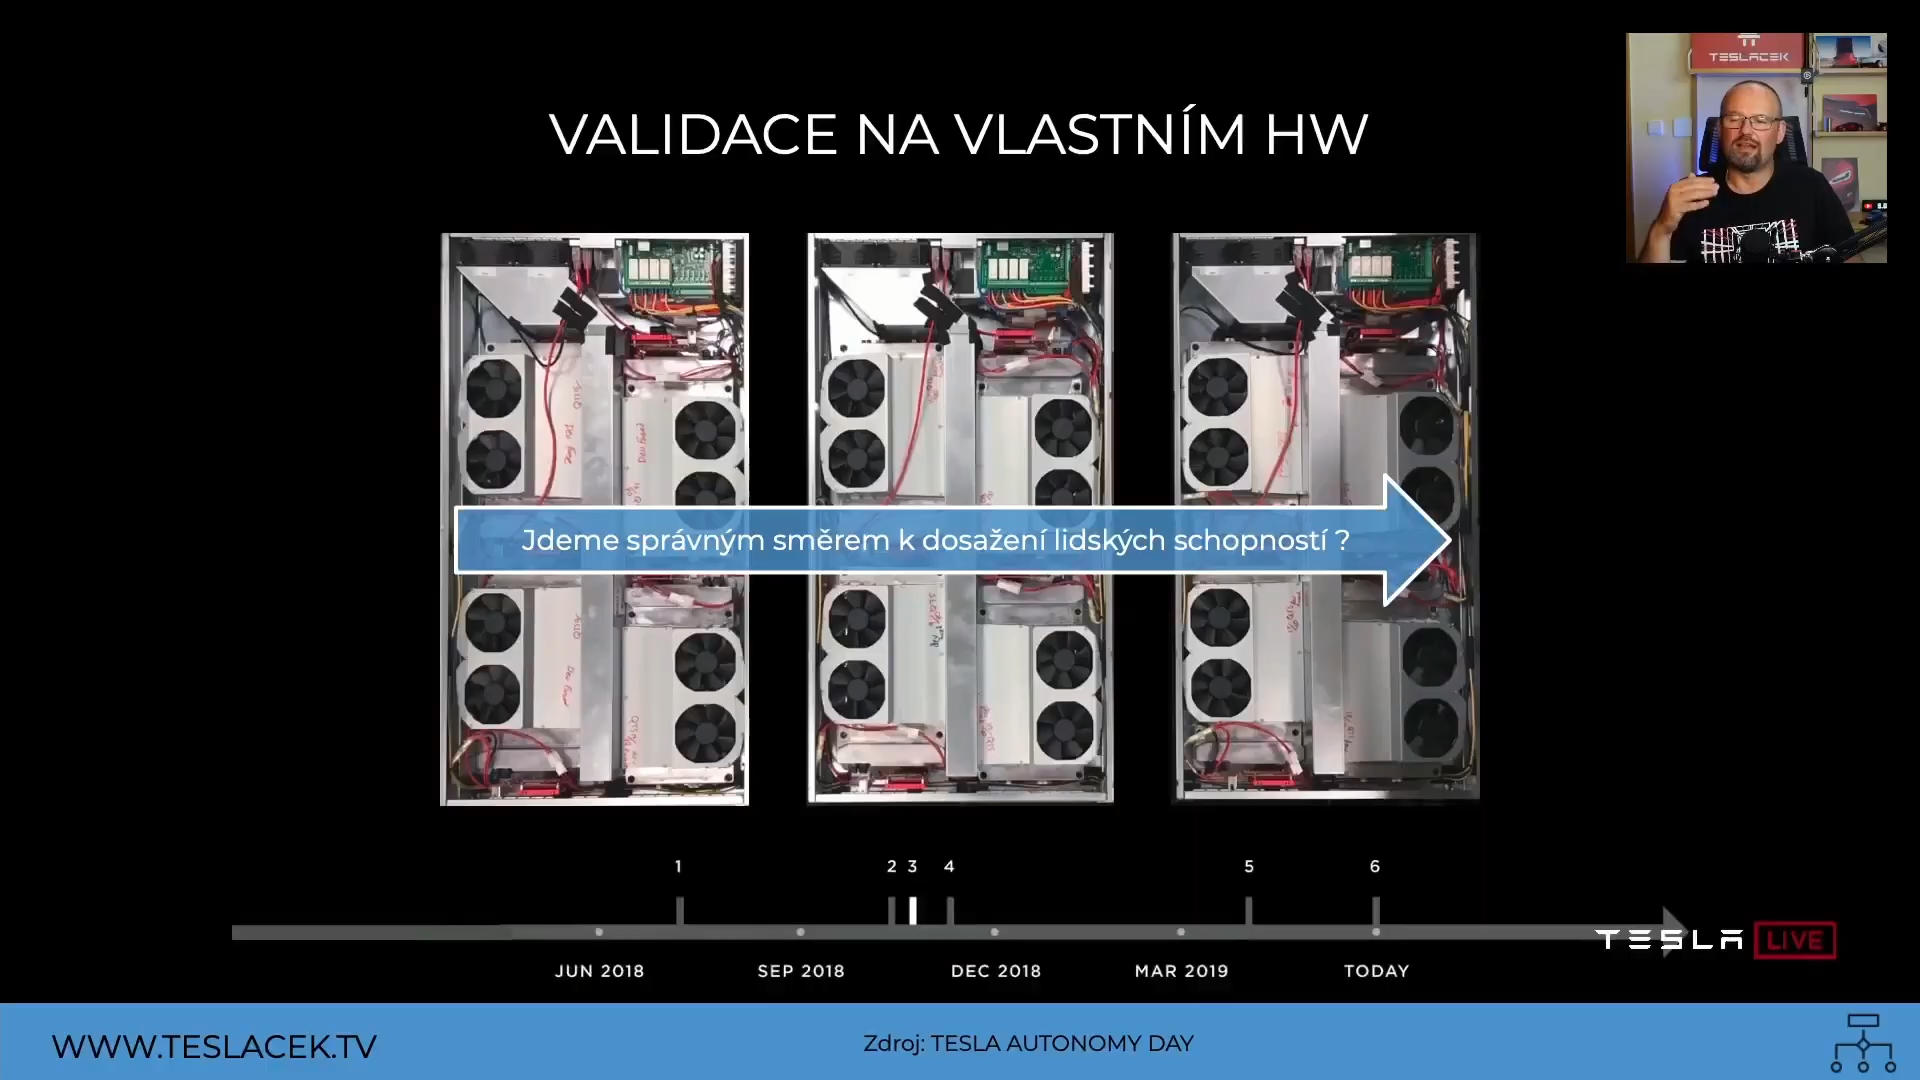 TESLACEK
VALIDACE NA VLASTNÍM HW
Jdeme správným směrem k dosažení lidských schopností ?
1 2 3 4 5 6
JUN 2018 SEP 2018 DEC 2018 MAR 2019 TODAY
TESLA LIVE
WWW.TESLACEK.TV
Zdroj: TESLA AUTONOMY DAY